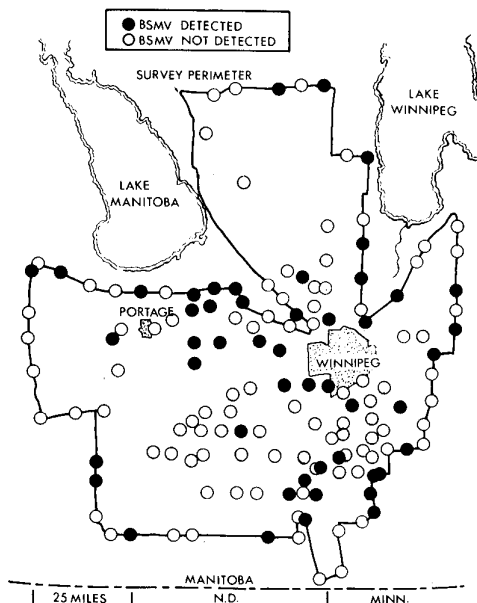 BSMV DETECTED
BSMV NOT DETECTED
SURVEY PERIMETER
LAKE
WINNIPEG
LAKE
MANITOBA
PORTAGE
WINNIPEG
MANITOBA
25 MILES
N.D.
MINN.